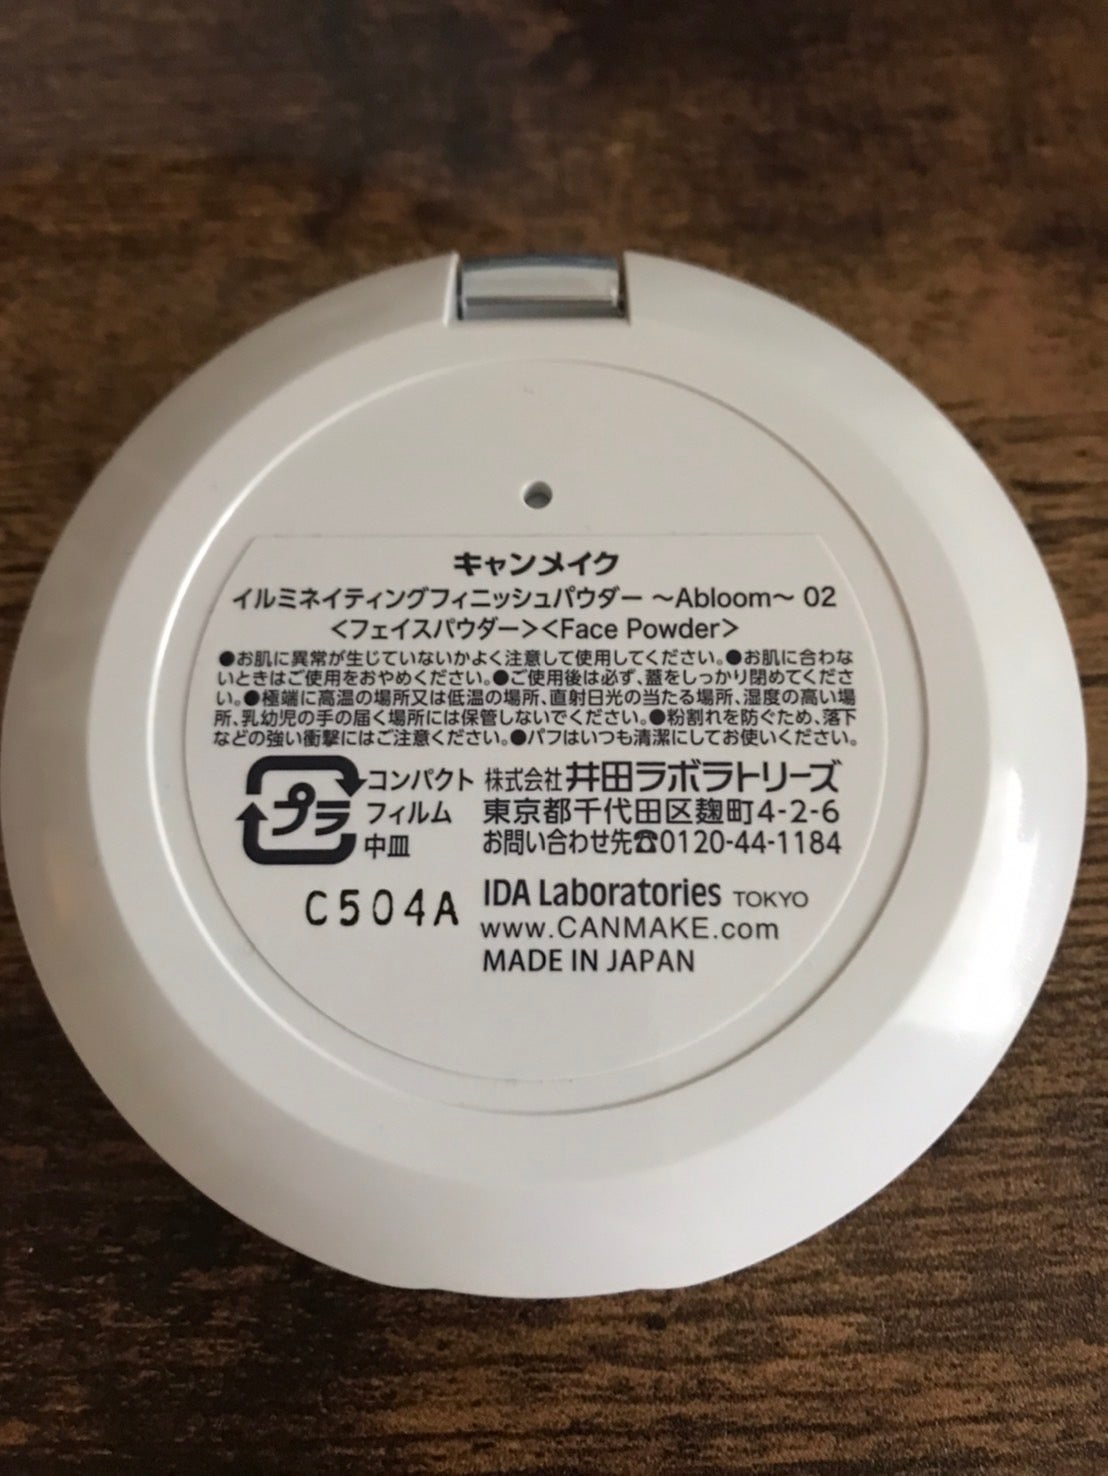 キャンメイク
イルミネイティングフィニッシュパウダー ～Abloom～ 02
<フェイスパウダー><Face Powder>
●お肌に異常が生じていないかよく注意して使用してください。●お肌に合わな
いときはご使用をおやめください。●ご使用後は必ず、蓋をしっかり閉めてくださ
い。●極端に高温の場所又は低温の場所、直射日光の当たる場所、湿度の高い場
所、乳幼児の手の届く場所には保管しないでください。●粉割れを防ぐため、落下
などの強い衝撃にはご注意ください。●パフはいつも清潔にしてお使いください。
プラ
コンパクト
フィルム
中皿
株式会社 井田ラボラトリーズ
東京都千代田区麹町4-2-6
お問い合わせ先☎0120-44-1184
C504A
IDA Laboratories TOKYO
www.CANMAKE.com
MADE IN JAPAN